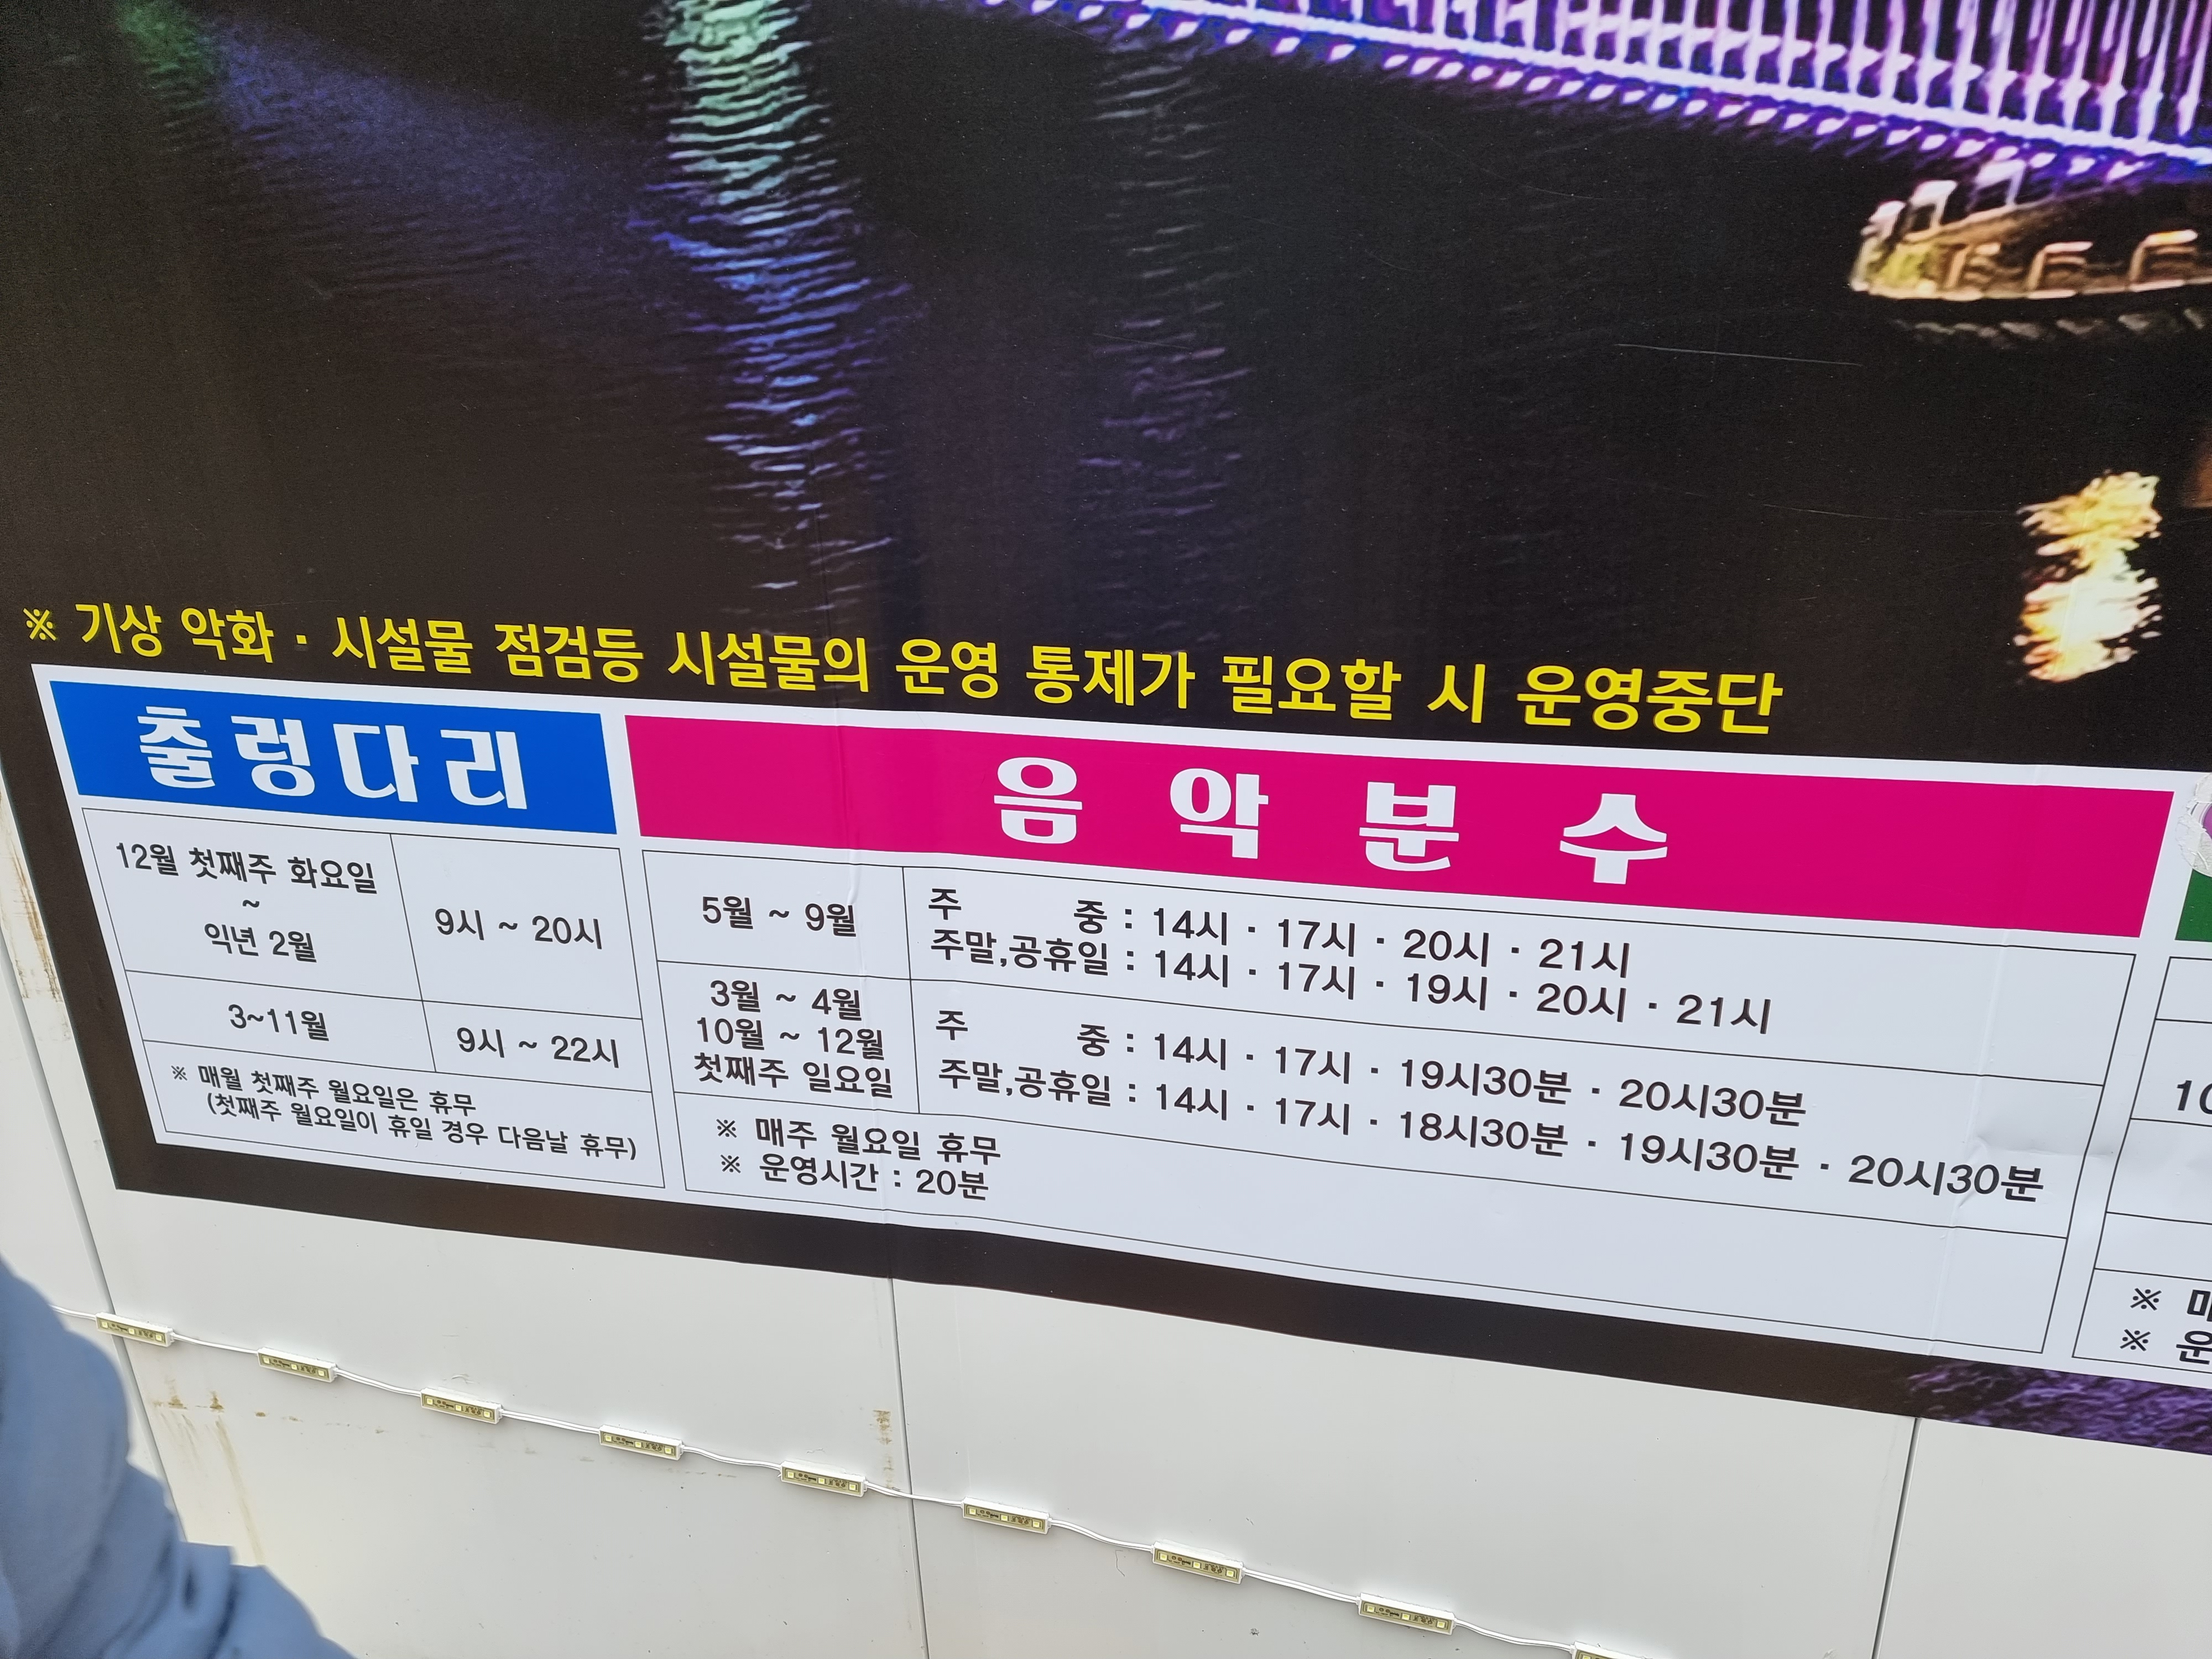 ※ 기상 악화 · 시설물 점검등 시설물의 운영 통제가 필요할 시 운영중단
출렁다리
12월 첫째주 화요일
~
익년 2월
9시 ~ 20시
3~11월
9시 ~ 22시
※ 매월 첫째주 월요일은 휴무
(첫째주 월요일이 휴일 경우 다음날 휴무)
음악분수
5월 ~ 9월
주 중 : 14시 · 17시 · 20시 · 21시
주말,공휴일 : 14시 · 17시 · 19시 · 20시 · 21시
3월 ~ 4월
10월 ~ 12월
첫째주 일요일
주 중 : 14시 · 17시 · 19시30분 · 20시30분
주말,공휴일 : 14시 · 17시 · 18시30분 · 19시30분 · 20시30분
※ 매주 월요일 휴무
※ 운영시간 : 20분
10
※
※ 운